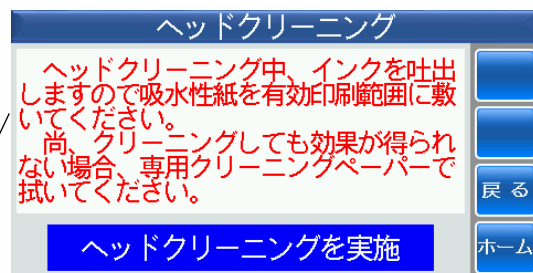 ヘッドクリーニング
ヘッドクリーニング中、インクを吐出
しますので吸水性紙を有効印刷範囲に敷
いてください。
尚、クリーニングしても効果が得られ
ない場合、専用クリーニングペーパーで
拭いてください。
戻る
ヘッドクリーニングを実施
ホーム